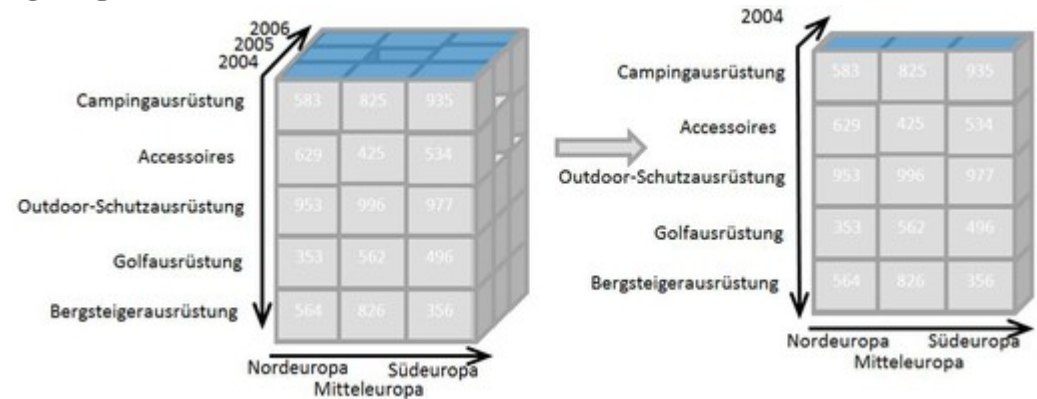 2006
2005
2004
Campingausrüstung 583 825 935
Accessoires 629 425 534
Outdoor-Schutzausrüstung 953 996 977
Golfausrüstung 353 562 496
Bergsteigerausrüstung 564 826 356
Nordeuropa Südeuropa
Mitteleuropa
2004
Campingausrüstung 583 825 935
Accessoires 629 425 534
Outdoor-Schutzausrüstung 953 996 977
Golfausrüstung 353 562 496
Bergsteigerausrüstung 564 826 356
Nordeuropa Südeuropa
Mitteleuropa